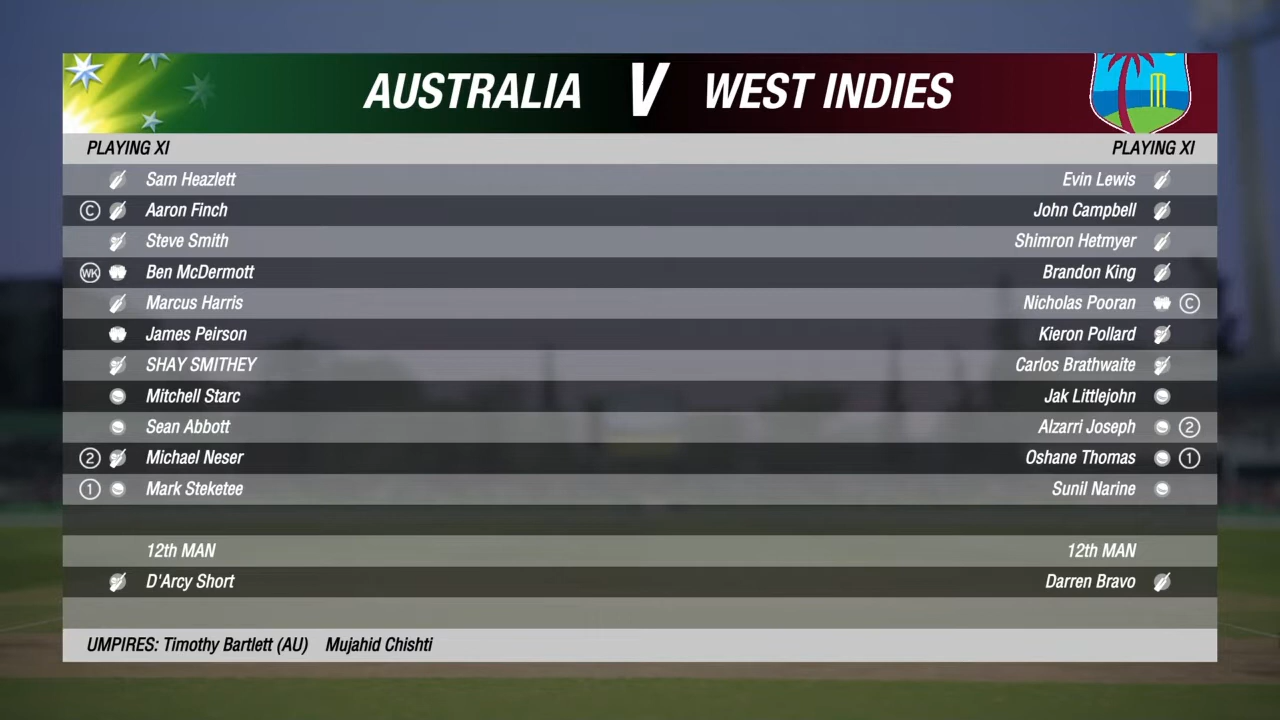 AUSTRALIA V WEST INDIES
PLAYING XI PLAYING XI
Sam Heazlett Evin Lewis
C Aaron Finch John Campbell
Steve Smith Shimron Hetmyer
WK Ben McDermott Brandon King
Marcus Harris Nicholas Pooran C
James Peirson Kieron Pollard
SHAY SMITHEY Carlos Brathwaite
Mitchell Starc Jak Littlejohn
Sean Abbott Alzarri Joseph 2
2 Michael Neser Oshane Thomas 1
1 Mark Steketee Sunil Narine
12th MAN 12th MAN
D'Arcy Short Darren Bravo
UMPIRES: Timothy Bartlett (AU) Mujahid Chishti